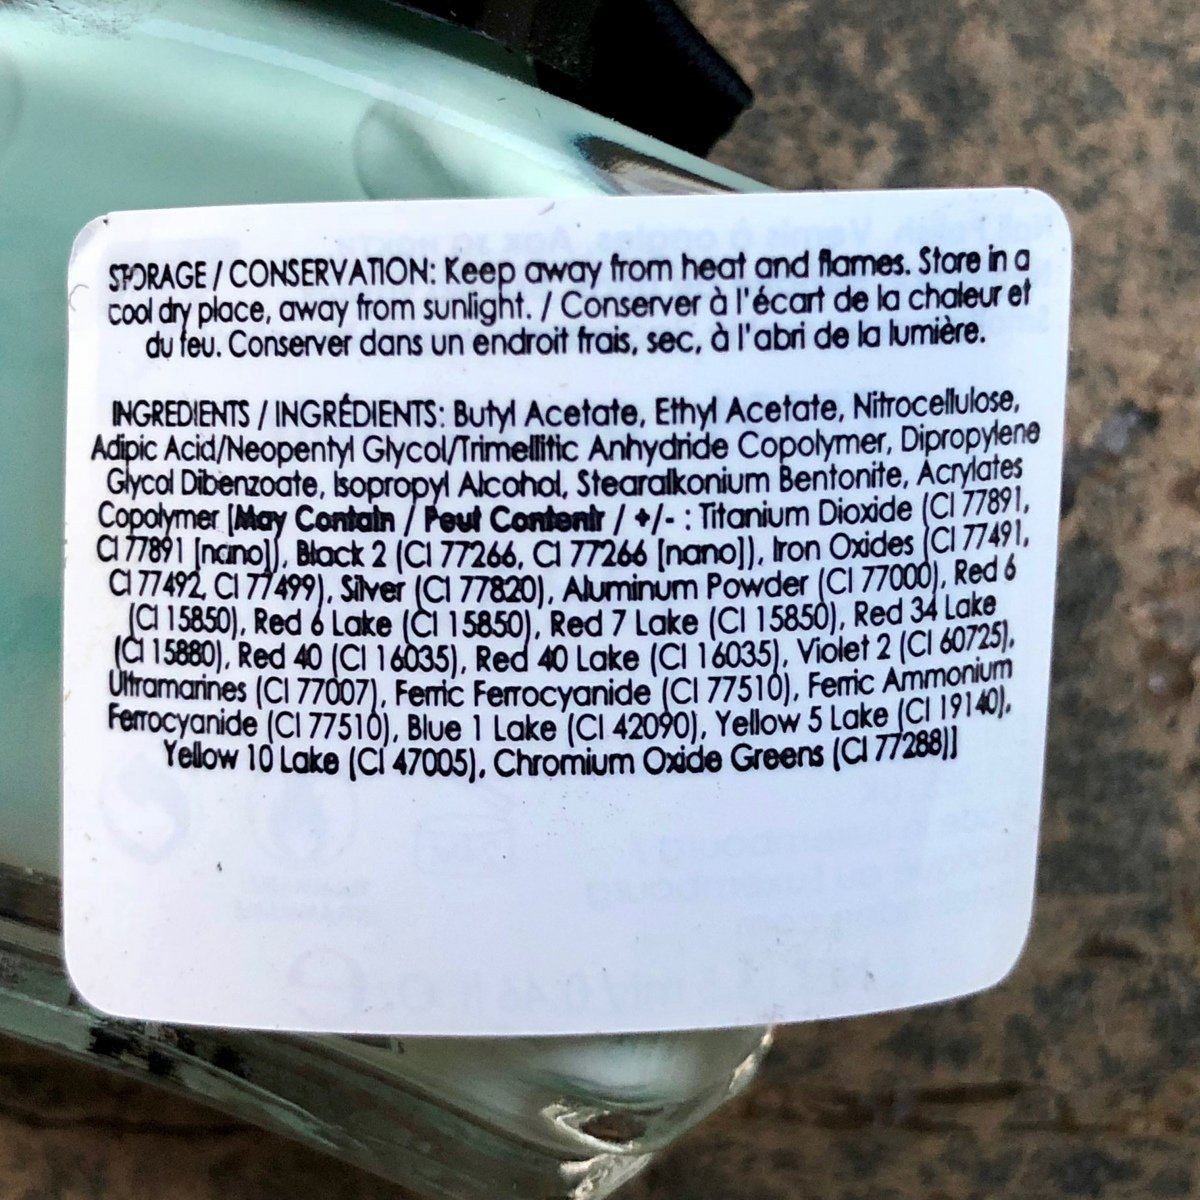 STORAGE / CONSERVATION: Keep away from heat and flames. Store in a
cool dry place, away from sunlight. / Conserver à l'écart de la chaleur et
du feu. Conserver dans un endroit frais, sec, à l'abri de la lumière.
INGREDIENTS / INGRÉDIENTS: Butyl Acetate, Ethyl Acetate, Nitrocellulose,
Adipic Acid/Neopentyl Glycol/Trimellitic Anhydride Copolymer, Dipropylene
Glycol Dibenzoate, Isopropyl Alcohol, Stearalkonium Bentonite, Acrylates
Copolymer [May Contain / Peut Contenir / +/- : Titanium Dioxide (CI 77891,
CI 77891 [nano]), Black 2 (CI 77266, CI 77266 [nano]), Iron Oxides (CI 77491,
CI 77492, CI 77499), Silver (CI 77820), Aluminum Powder (CI 77000), Red 6
(CI 15850), Red 6 Lake (CI 15850), Red 7 Lake (CI 15850), Red 34 Lake
(CI 15880), Red 40 (CI 16035), Red 40 Lake (CI 16035), Violet 2 (CI 60725),
Ultramarines (CI 77007), Ferric Ferrocyanide (CI 77510), Ferric Ammonium
Ferrocyanide (CI 77510), Blue 1 Lake (CI 42090), Yellow 5 Lake (CI 19140),
Yellow 10 Lake (CI 47005), Chromium Oxide Greens (CI 77288)]